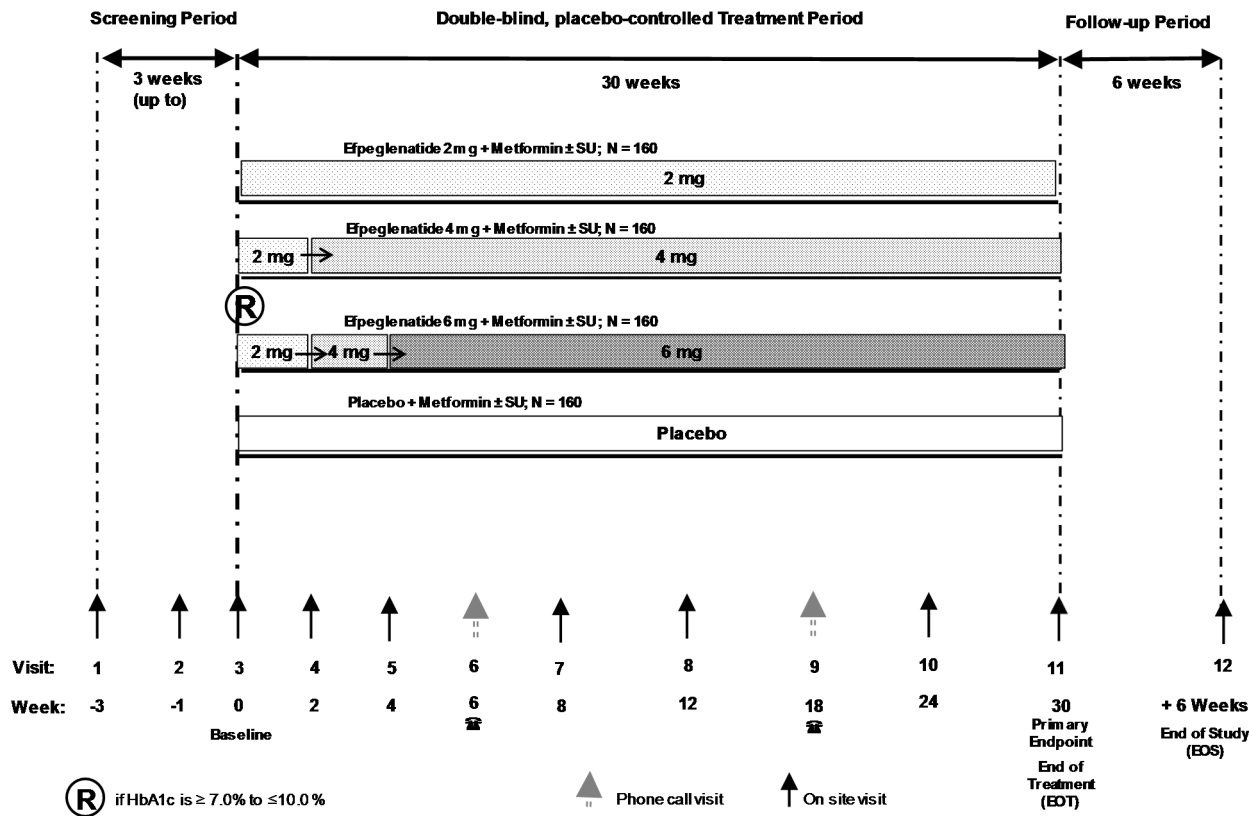 Screening Period
Double-blind, placebo-controlled Treatment Period
Follow-up Period
3 weeks
(up to)
30 weeks
6 weeks
Efpeglenatide 2 mg + Metformin ± SU; N = 160
2 mg
Efpeglenatide 4 mg + Metformin ± SU; N = 160
2 mg
4 mg
R
Efpeglenatide 6 mg + Metformin ± SU; N = 160
2 mg
4 mg
6 mg
Placebo + Metformin ± SU; N = 160
Placebo
Visit: 1 2 3 4 5 6 7 8 9 10 11 12
Week: -3 -1 0 2 4 6 8 12 18 24 30 + 6 Weeks
Baseline
Primary
Endpoint
End of
Treatment
(EOT)
End of Study
(EOS)
R if HbA1c is ≥ 7.0% to ≤10.0 %
Phone call visit
On site visit